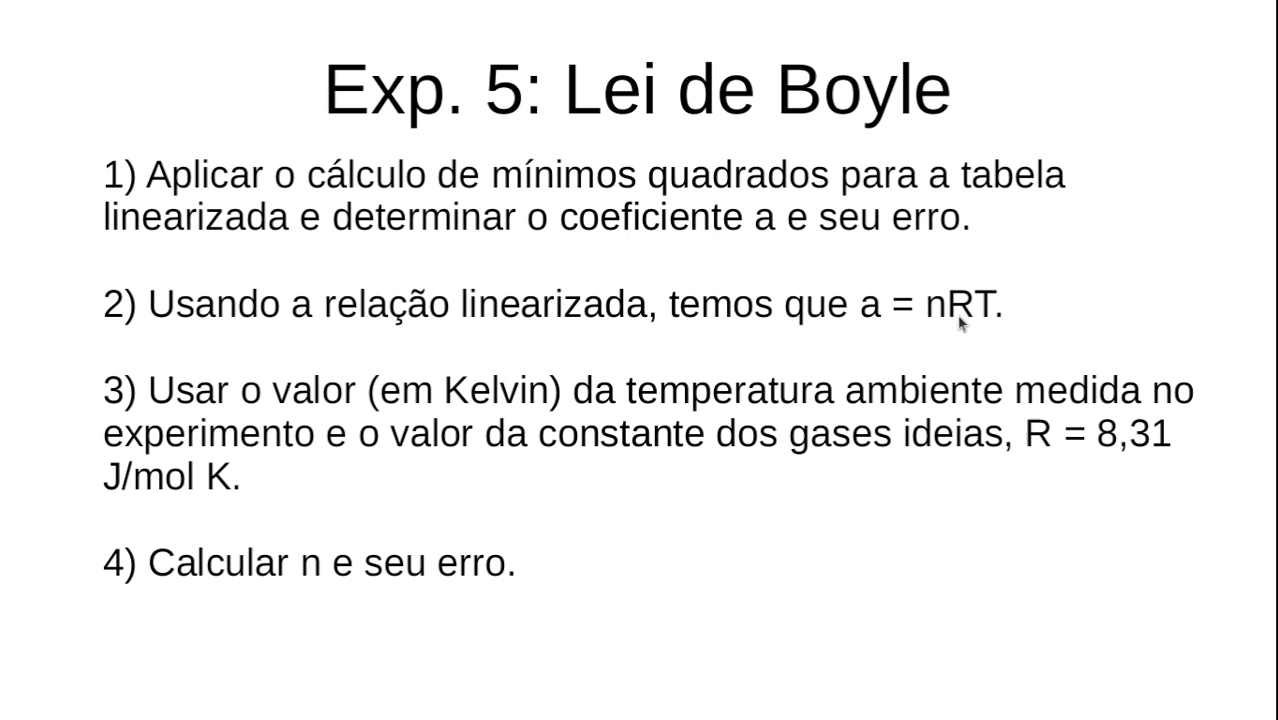 Exp. 5: Lei de Boyle
1) Aplicar o cálculo de mínimos quadrados para a tabela
linearizada e determinar o coeficiente a e seu erro.
2) Usando a relação linearizada, temos que a = nRT.
3) Usar o valor (em Kelvin) da temperatura ambiente medida no
experimento e o valor da constante dos gases ideias, R = 8,31
J/mol K.
4) Calcular n e seu erro.